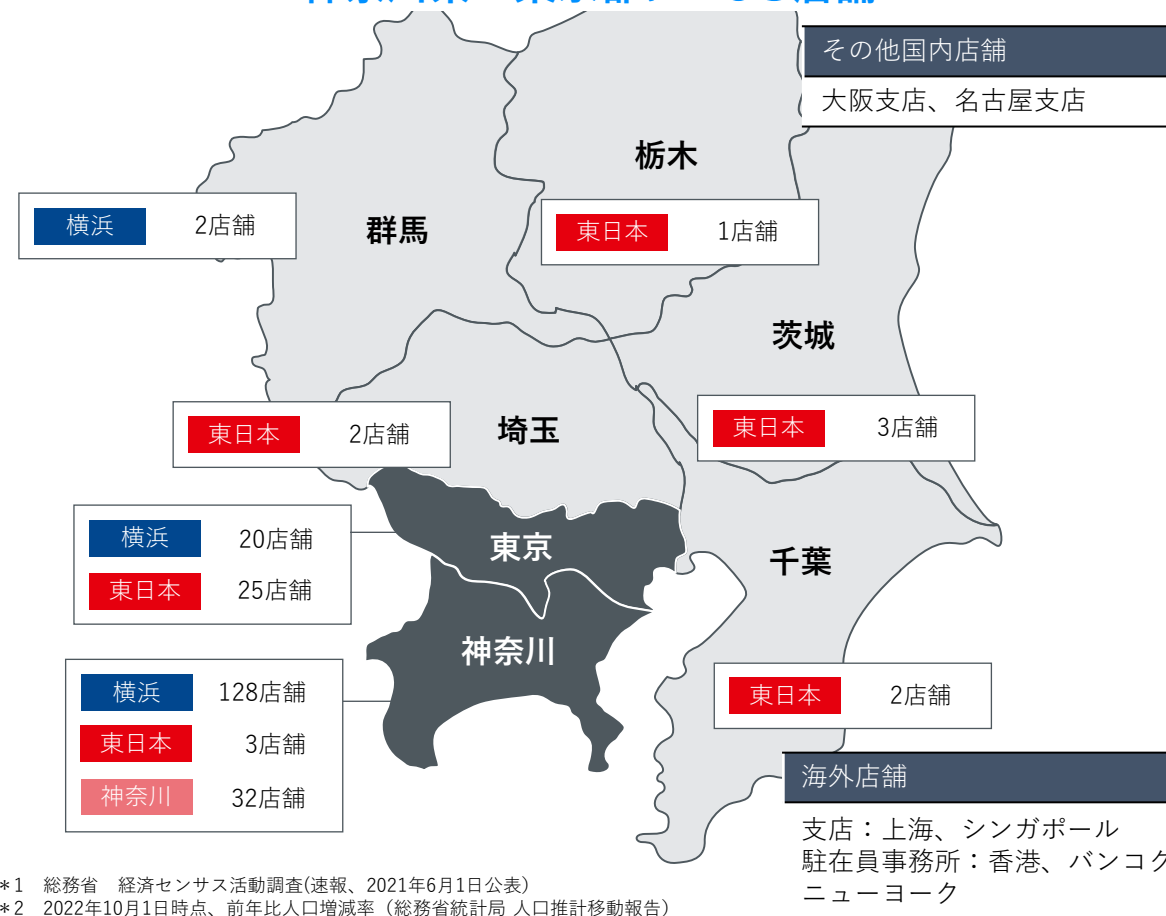 その他国内店舗
大阪支店、名古屋支店
栃木
東日本 1店舗
群馬
横浜 2店舗
茨城
東日本 3店舗
埼玉
東日本 2店舗
東京
横浜 20店舗
東日本 25店舗
千葉
東日本 2店舗
神奈川
横浜 128店舗
東日本 3店舗
神奈川 32店舗
海外店舗
支店：上海、シンガポール
駐在員事務所：香港、バンコク
ニューヨーク
*1 総務省 経済センサス活動調査(速報、2021年6月1日公表)
*2 2022年10月1日時点、前年比人口増減率（総務省統計局 人口推計移動報告）